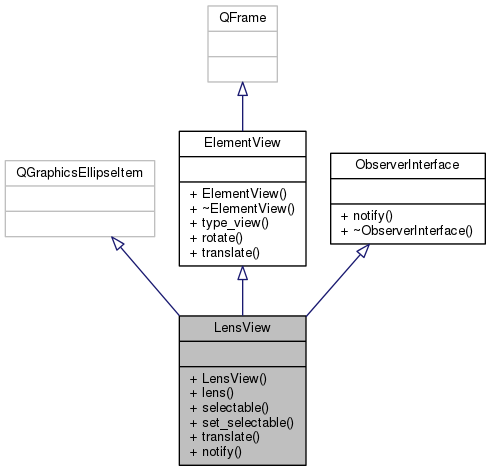 QFrame
ElementView
+ ElementView()
+ ~ElementView()
+ type_view()
+ rotate()
+ translate()
ObserverInterface
+ notify()
+ ~ObserverInterface()
QGraphicsEllipseItem
LensView
+ LensView()
+ lens()
+ selectable()
+ set_selectable()
+ translate()
+ notify()